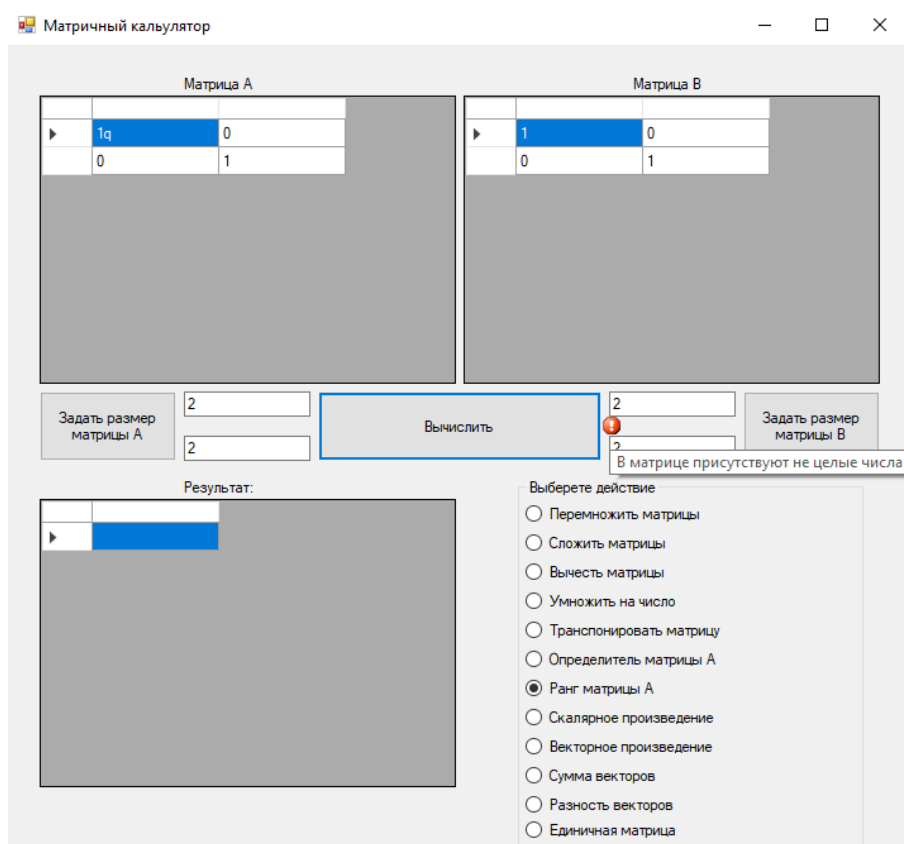 Матричный кальулятор
Матрица A
Матрица B
1q 0
0 1
1 0
0 1
Задать размер
матрицы A
2
2
Вычислить
2
2
Задать размер
матрицы B
В матрице присутствуют не целые числа
Результат:
Выберете действие
Перемножить матрицы
Сложить матрицы
Вычесть матрицы
Умножить на число
Транспонировать матрицу
Определитель матрицы A
Ранг матрицы A
Скалярное произведение
Векторное произведение
Сумма векторов
Разность векторов
Единичная матрица